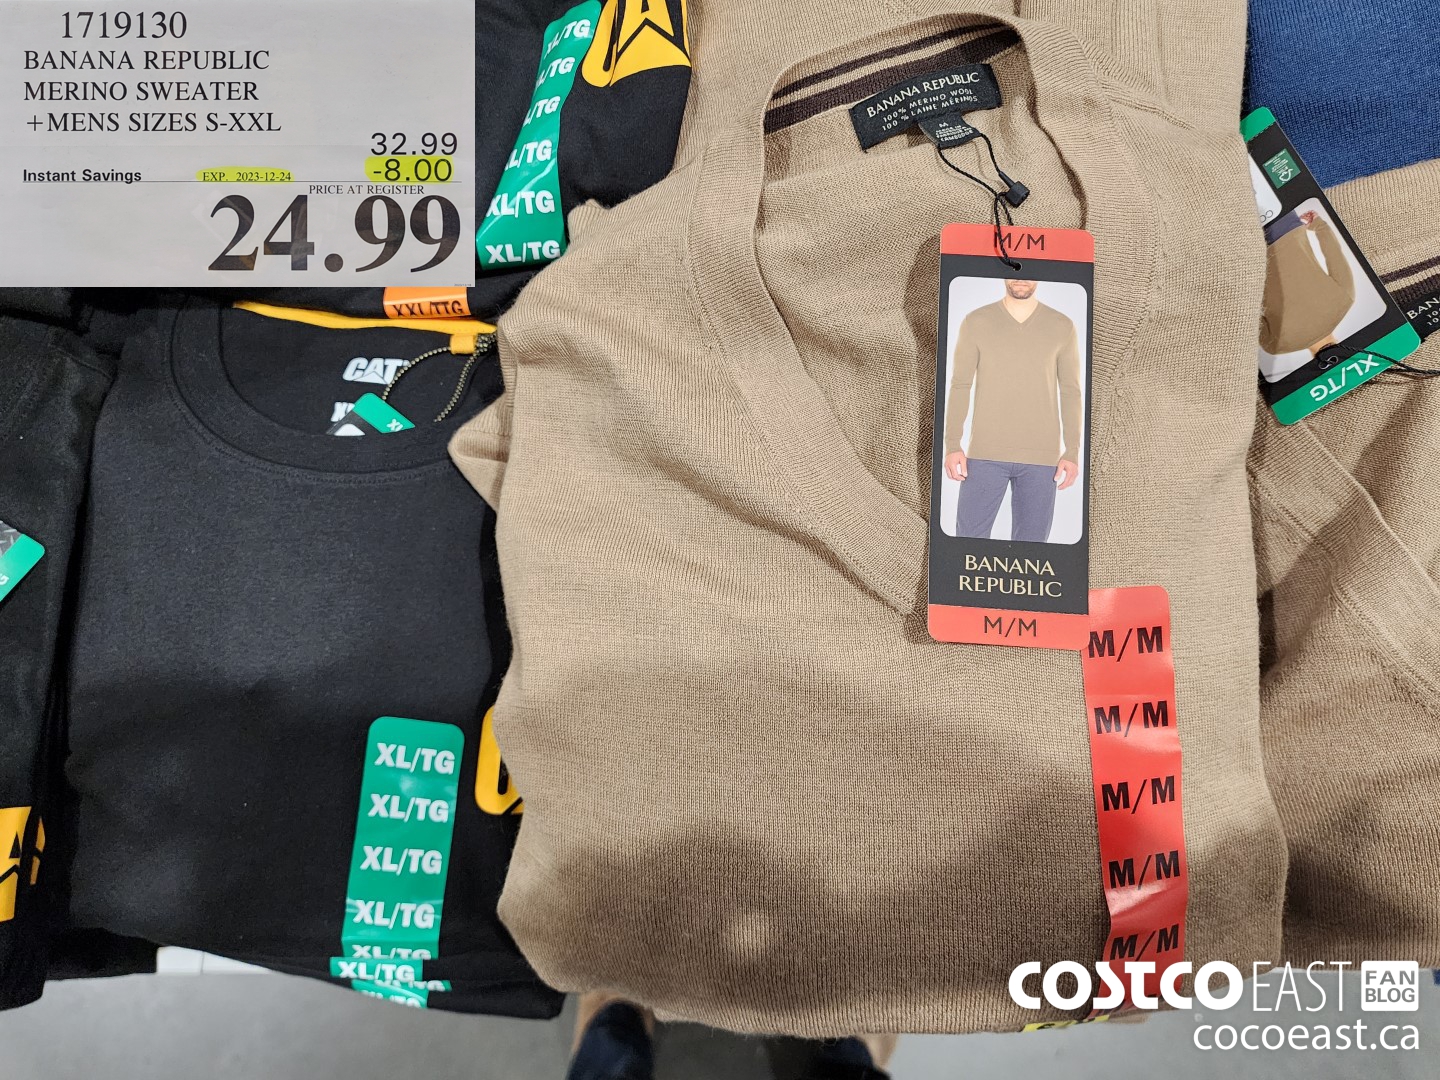 1719130
BANANA REPUBLIC
MERINO SWEATER
+MENS SIZES S-XXL
32.99
Instant Savings EXP. 2023-12-24 -8.00
PRICE AT REGISTER
24.99
XL/TG
XL/TG
XL/TG
XL/TG
XL/TG
XXL/TTG
CAT
XL/TG
XL/TG
XL/TG
XL/TG
XL/TG
XL/TG
BANANA REPUBLIC
100% MERINO WOOL
100% LAINE MÉRINOS
M
M/M
BANANA
REPUBLIC
M/M
M/M
M/M
M/M
M/M
M/M
XL/TG
BAN
COSTCO EAST FAN BLOG
cocoeast.ca